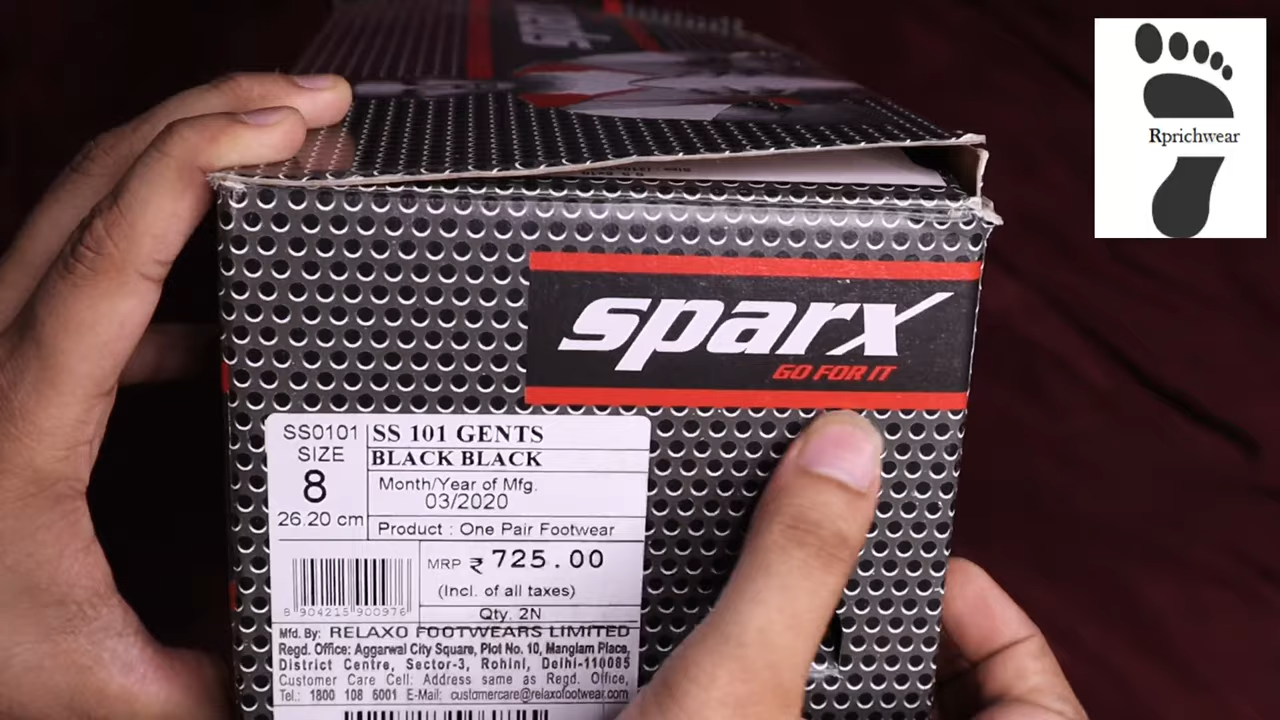 sparx
Rprichwear
sparx
GO FOR IT
SS0101
SIZE
8
26.20 cm
SS 101 GENTS
BLACK BLACK
Month/Year of Mfg.
03/2020
Product : One Pair Footwear
8 904215 900976
MRP ₹ 725.00
(Incl. of all taxes)
Qty. 2N
Mfd. By: RELAXO FOOTWEARS LIMITED
Regd. Office: Aggarwal City Square, Plot No. 10, Manglam Place,
District Centre, Sector-3, Rohini, Delhi-110085
Customer Care Cell: Address same as Regd. Office,
Tel.: 1800 108 6001 E-Mail: customercare@relaxofootwear.com